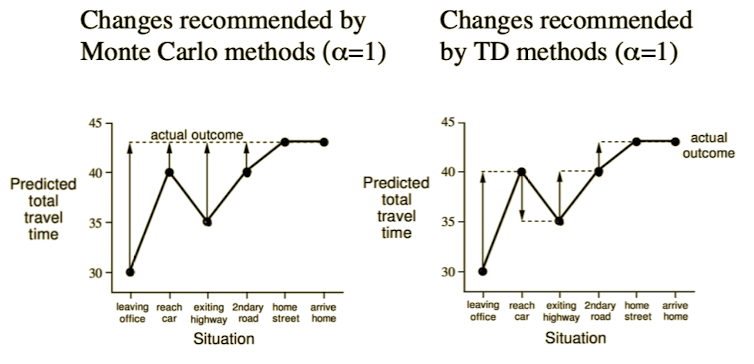 Changes recommended by
Monte Carlo methods (α=1)
Changes recommended
by TD methods (α=1)
45
40
35
30
actual outcome
Predicted
total
travel
time
leaving
office
reach
car
exiting
highway
2ndary
road
home
street
arrive
home
Situation
45
40
35
30
actual
outcome
Predicted
total
travel
time
leaving
office
reach
car
exiting
highway
2ndary
road
home
street
arrive
home
Situation